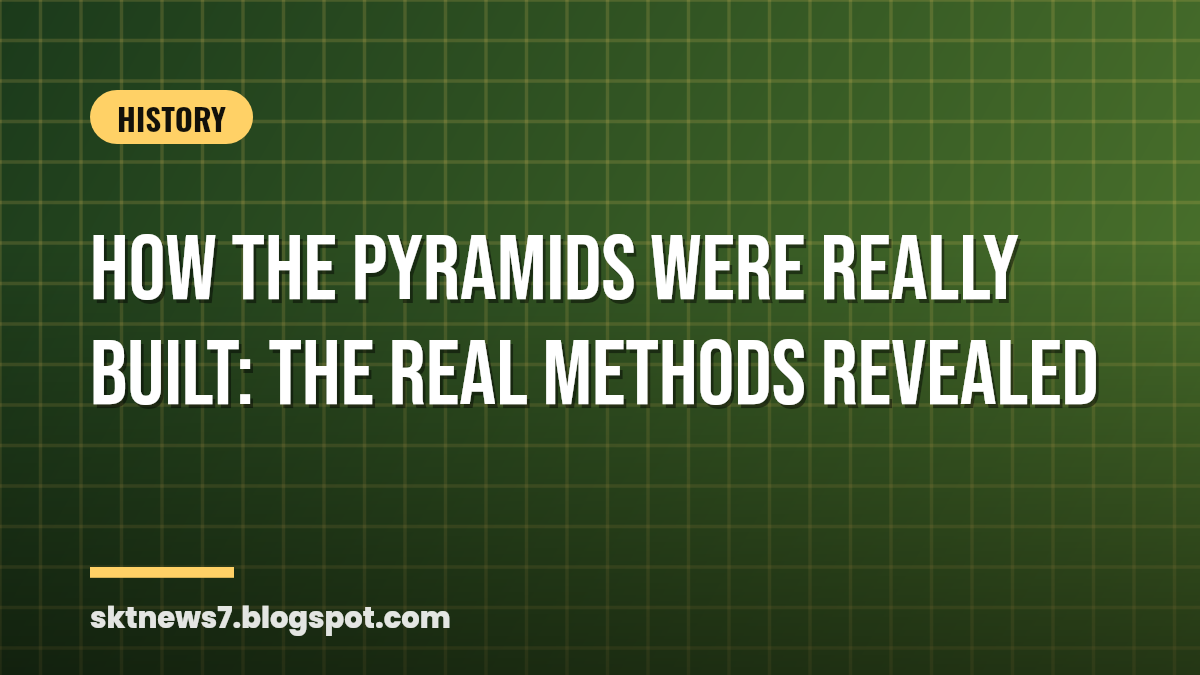 HISTORY
HOW THE PYRAMIDS WERE REALLY
BUILT: THE REAL METHODS REVEALED
sktnews7.blogspot.com